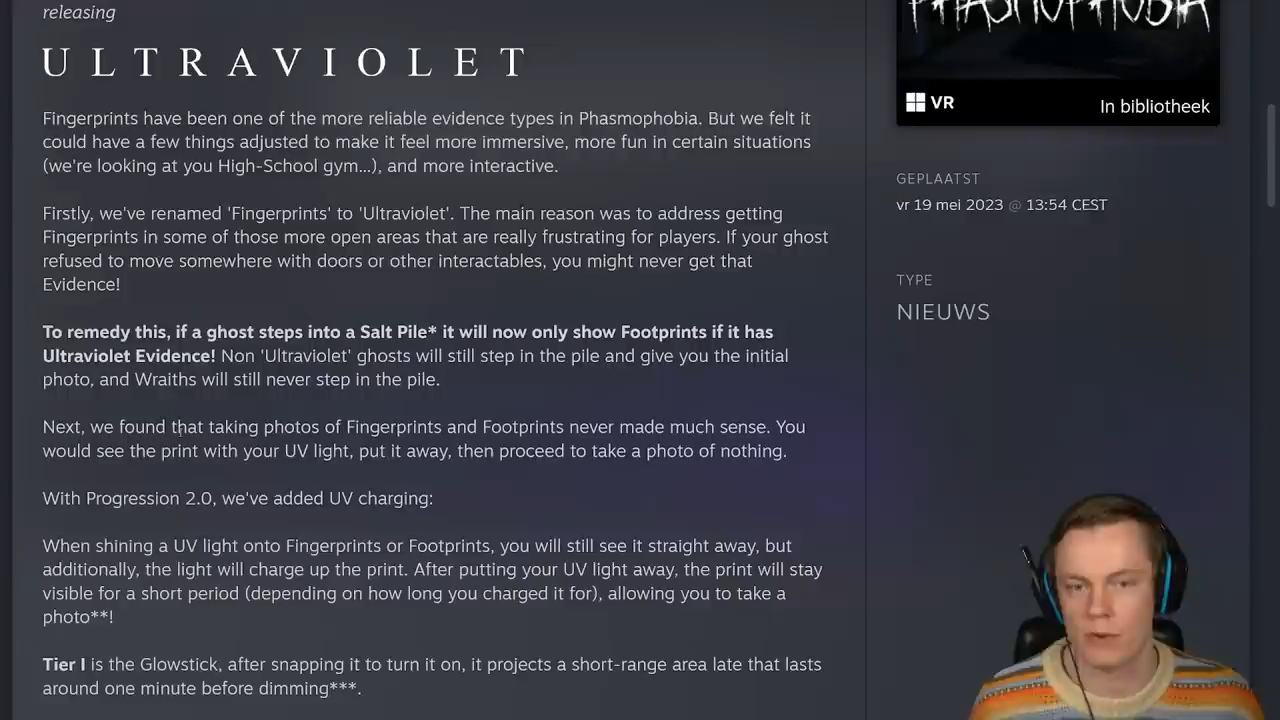 releasing
ULTRAVIOLET
Fingerprints have been one of the more reliable evidence types in Phasmophobia. But we felt it
could have a few things adjusted to make it feel more immersive, more fun in certain situations
(we're looking at you High-School gym...), and more interactive.
Firstly, we've renamed 'Fingerprints' to 'Ultraviolet'. The main reason was to address getting
Fingerprints in some of those more open areas that are really frustrating for players. If your ghost
refused to move somewhere with doors or other interactables, you might never get that
Evidence!
To remedy this, if a ghost steps into a Salt Pile* it will now only show Footprints if it has
Ultraviolet Evidence! Non 'Ultraviolet' ghosts will still step in the pile and give you the initial
photo, and Wraiths will still never step in the pile.
Next, we found that taking photos of Fingerprints and Footprints never made much sense. You
would see the print with your UV light, put it away, then proceed to take a photo of nothing.
With Progression 2.0, we've added UV charging:
When shining a UV light onto Fingerprints or Footprints, you will still see it straight away, but
additionally, the light will charge up the print. After putting your UV light away, the print will stay
visible for a short period (depending on how long you charged it for), allowing you to take a
photo**!
Tier I is the Glowstick, after snapping it to turn it on, it projects a short-range area late that lasts
around one minute before dimming***.
PHASMOPHOBIA
VR
In bibliotheek
GEPLAATST
vr 19 mei 2023 @ 13:54 CEST
TYPE
NIEUWS